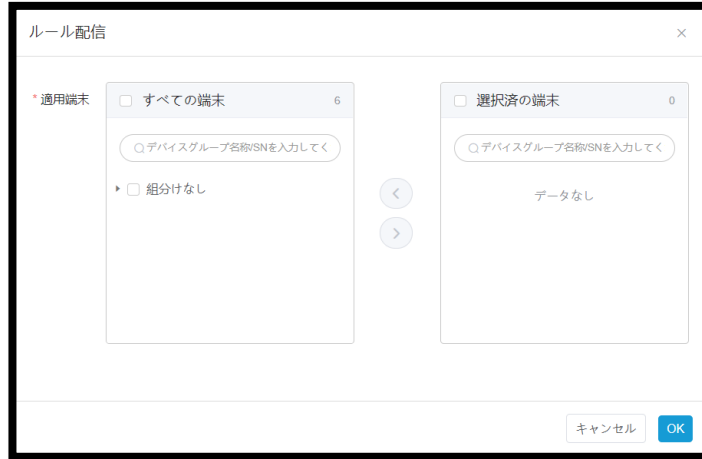 ルール配信
* 適用端末
すべての端末 6
デバイスグループ名称/SNを入力してく
組分けなし
選択済の端末 0
デバイスグループ名称/SNを入力してく
データなし
キャンセル
OK